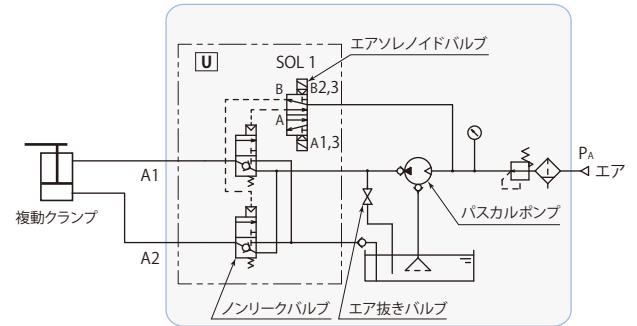 エアソレノイドバルブ
U
SOL 1
B
B2,3
A
A1,3
PA
エア
A1
複動クランプ
パスカルポンプ
A2
ノンリークバルブ
エア抜きバルブ